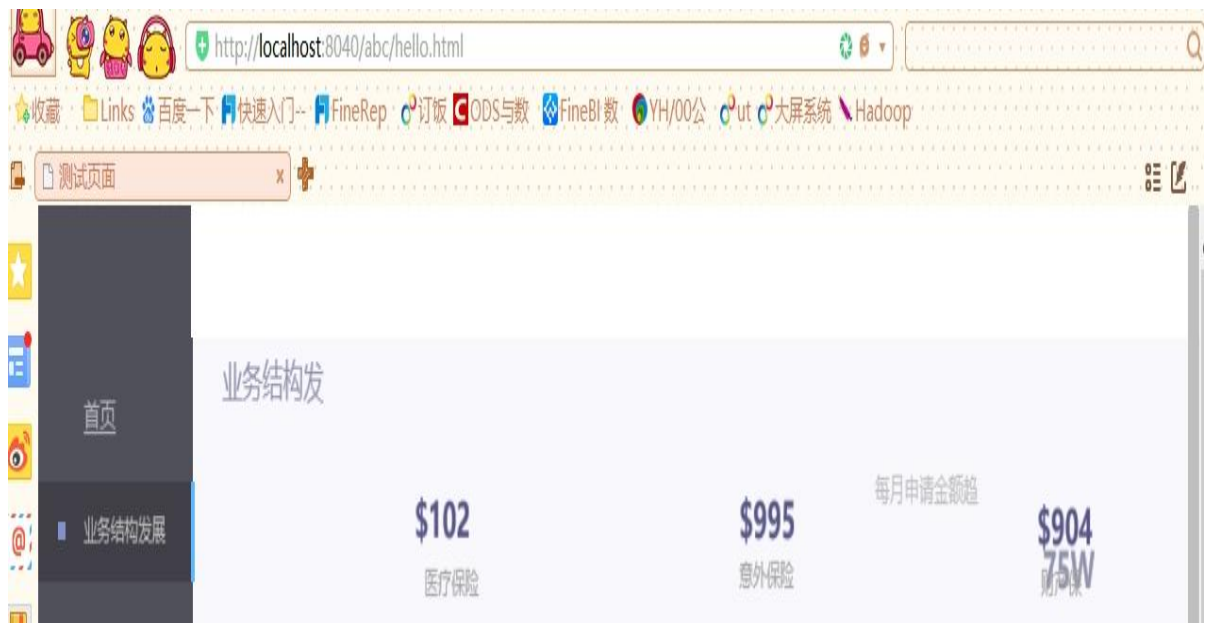 http://localhost:8040/abc/hello.html
收藏 Links 百度一下 快速入门-- FineRep 订饭 ODS与数 FineBI 数 YH/00公 ut 大屏系统 Hadoop
测试页面
业务结构发
首页
每月申请金额趋
业务结构发展
$102 $995 $904
75W
医疗保险 意外保险 财产保